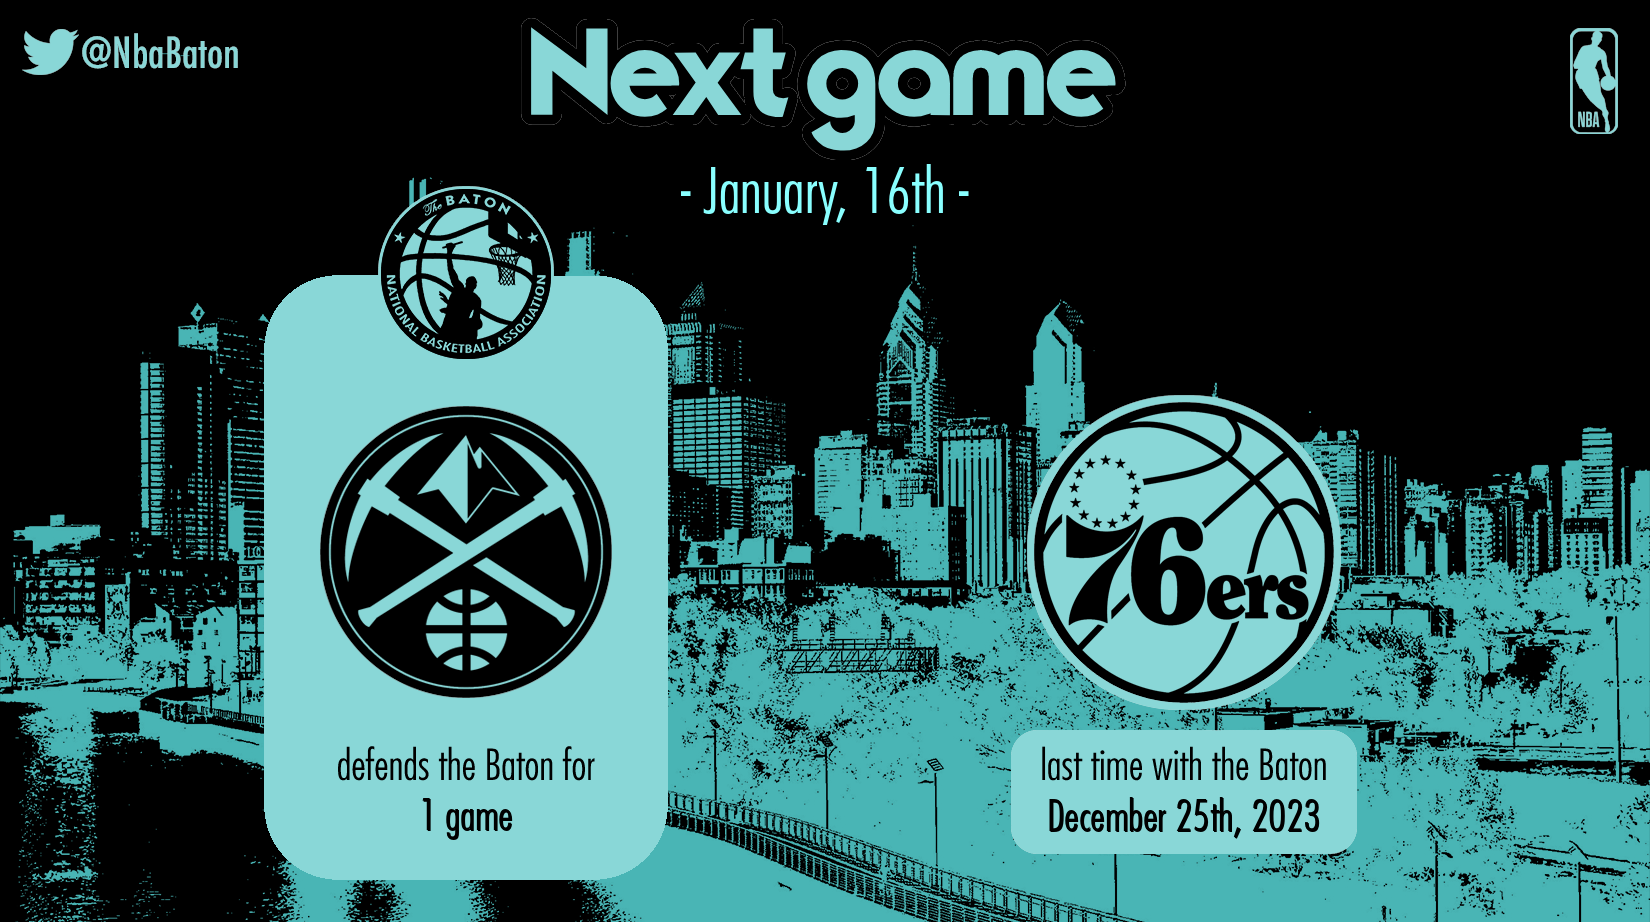 @NbaBaton
Next game
NBA
- January, 16th -
The BATON
NATIONAL BASKETBALL ASSOCIATION
76ers
defends the Baton for
1 game
last time with the Baton
December 25th, 2023